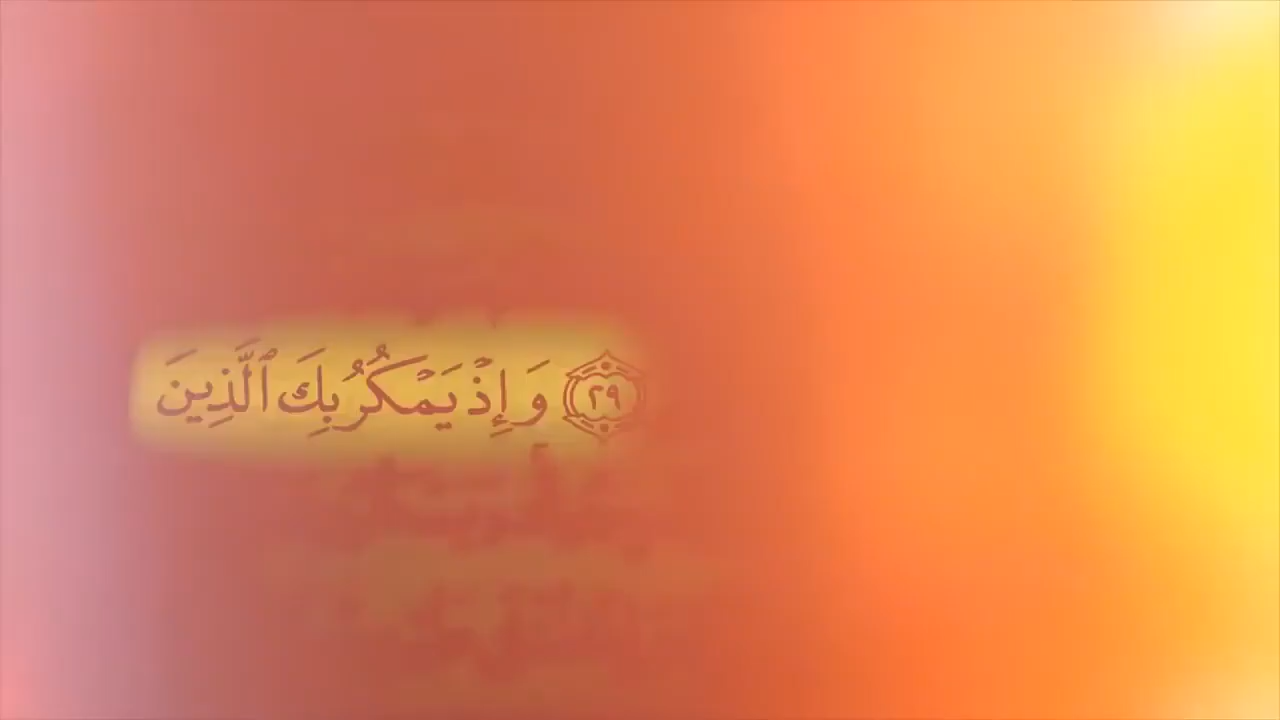 ٢٩ وَإِذْ يَمْكُرُ بِكَ ٱلَّذِينَ